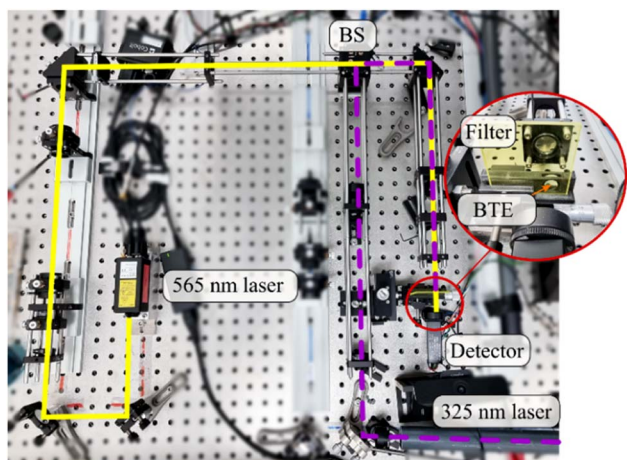 BS
Filter
BTE
565 nm laser
Detector
325 nm laser